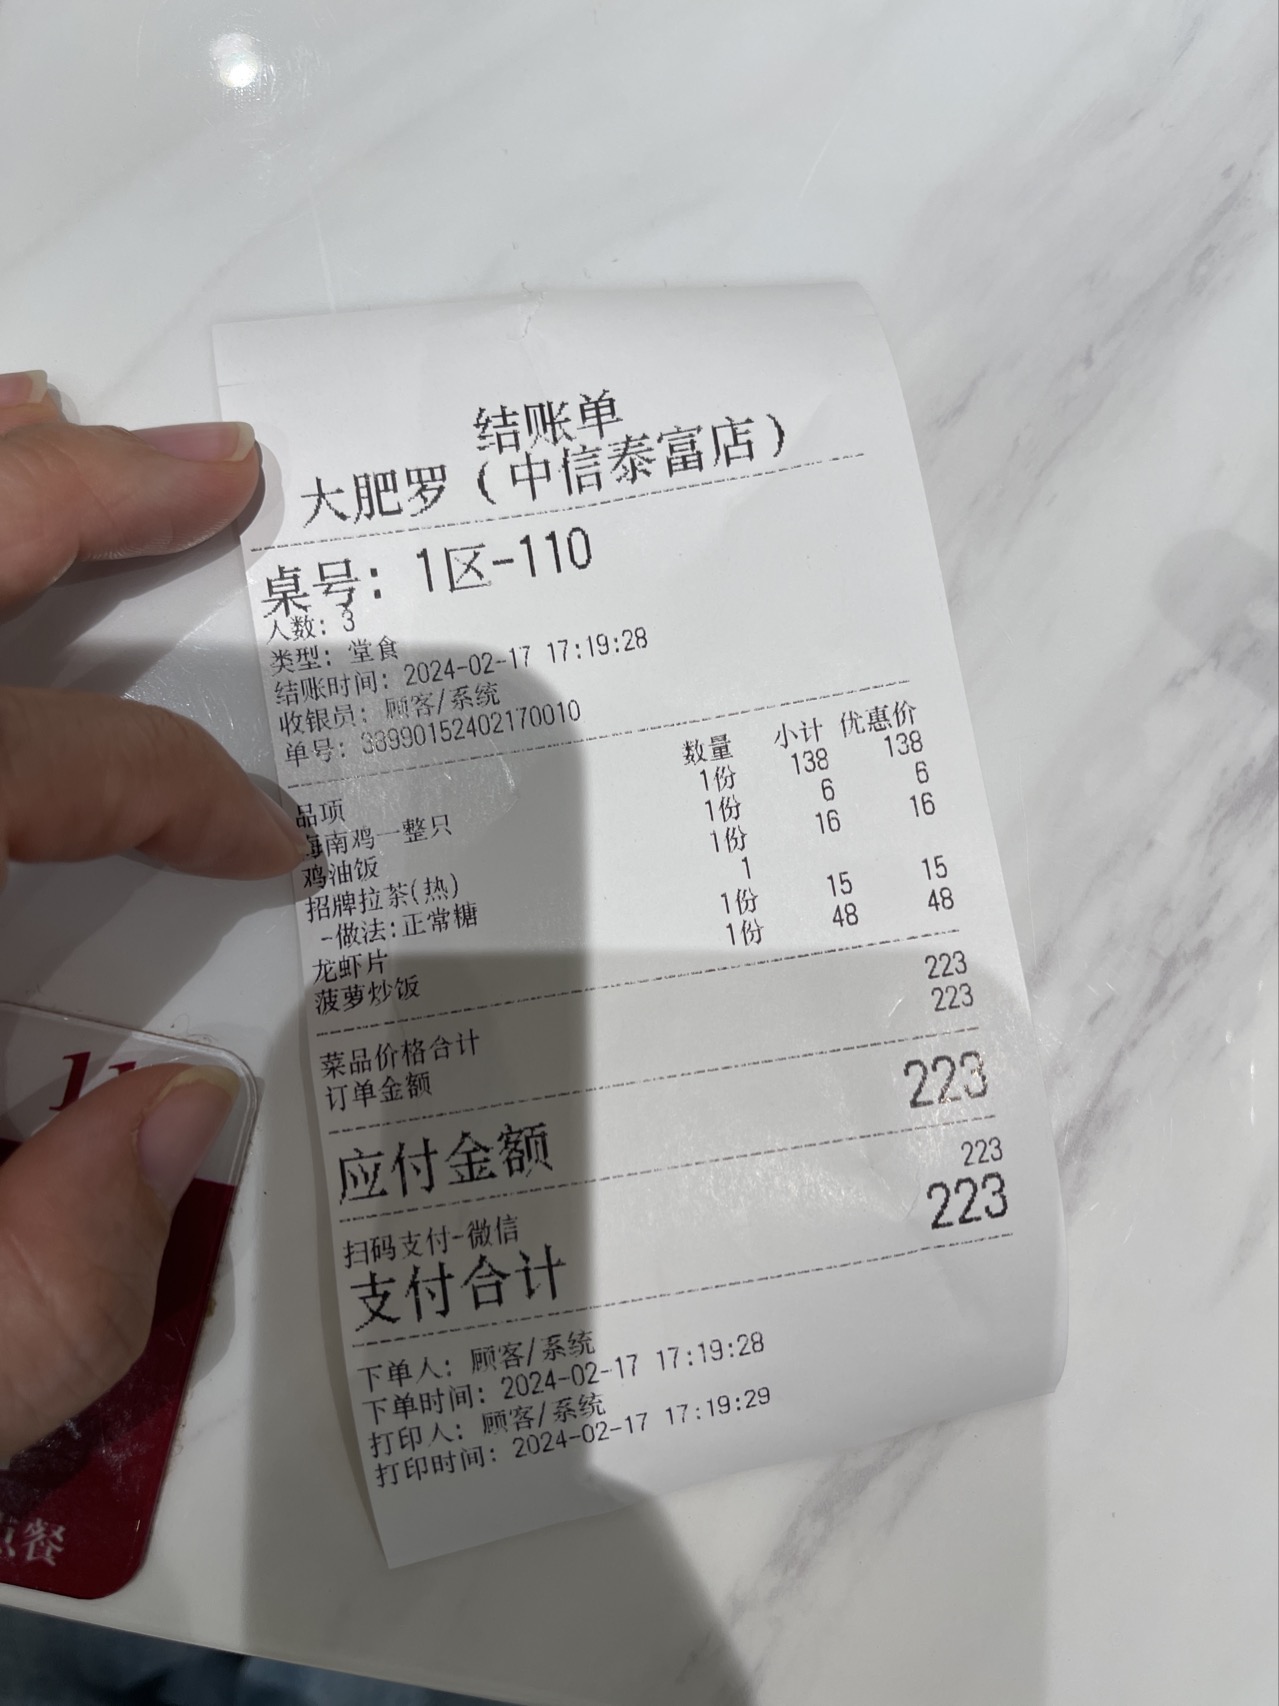 结账单
大肥罗（中信泰富店）
桌号: 1区-110
人数: 3
类型: 堂食
结账时间: 2024-02-17 17:19:28
收银员: 顾客/系统
单号: 33990152402170010
品项 数量 小计 优惠价
海南鸡一整只 1份 138 138
鸡油饭 1份 6 6
招牌拉茶(热) 1份 16 16
-做法:正常糖 1
龙虾片 1份 15 15
菠萝炒饭 1份 48 48
菜品价格合计 223
订单金额 223
应付金额 223
扫码支付-微信 223
支付合计 223
下单人: 顾客/系统
下单时间: 2024-02-17 17:19:28
打印人: 顾客/系统
打印时间: 2024-02-17 17:19:29
餐